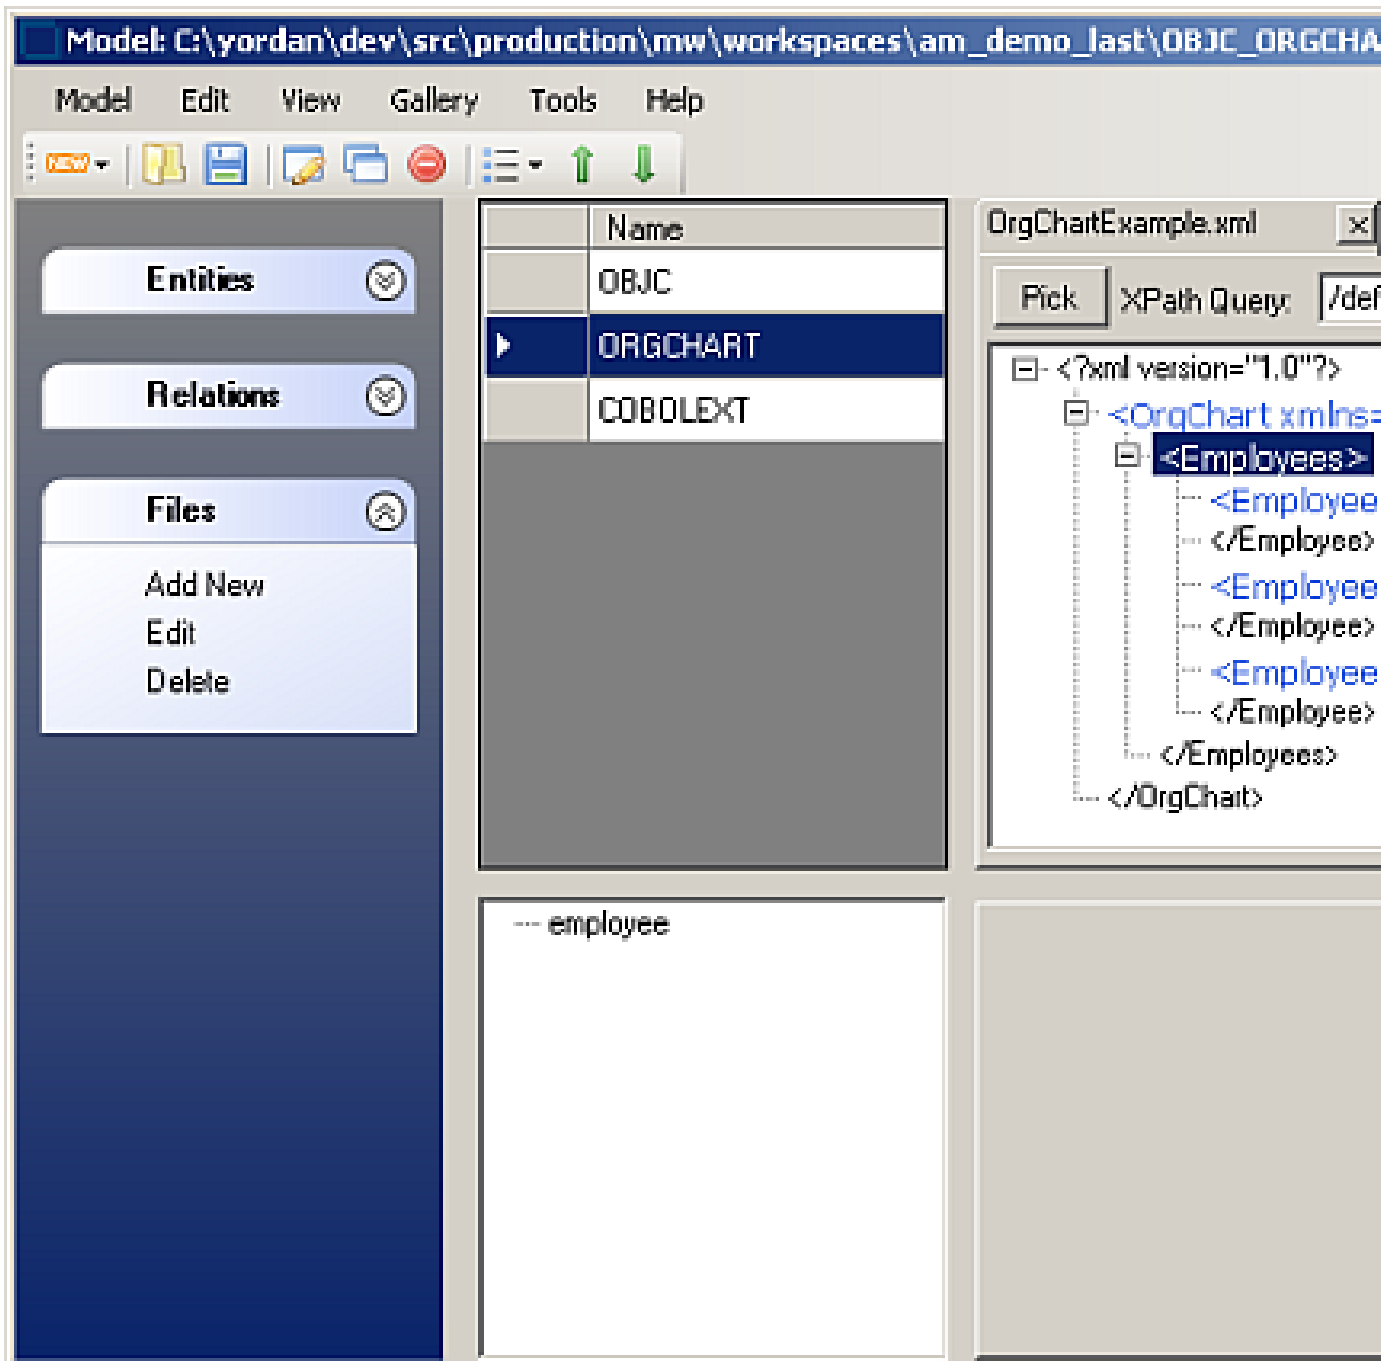 Model: C:\yordan\dev\src\production\mw\workspaces\am_demo_last\OBJC_ORGCHA
Model Edit View Gallery Tools Help
NEW
Entities
Relations
Files
Add New
Edit
Delete
Name
OBJC
ORGCHART
COBOLEXT
employee
OrgChartExample.xml
Pick XPath Query: /def
<?xml version="1.0"?>
<OrgChart xmlns=
<Employees>
<Employee
</Employee>
<Employee
</Employee>
<Employee
</Employee>
</Employees>
</OrgChart>